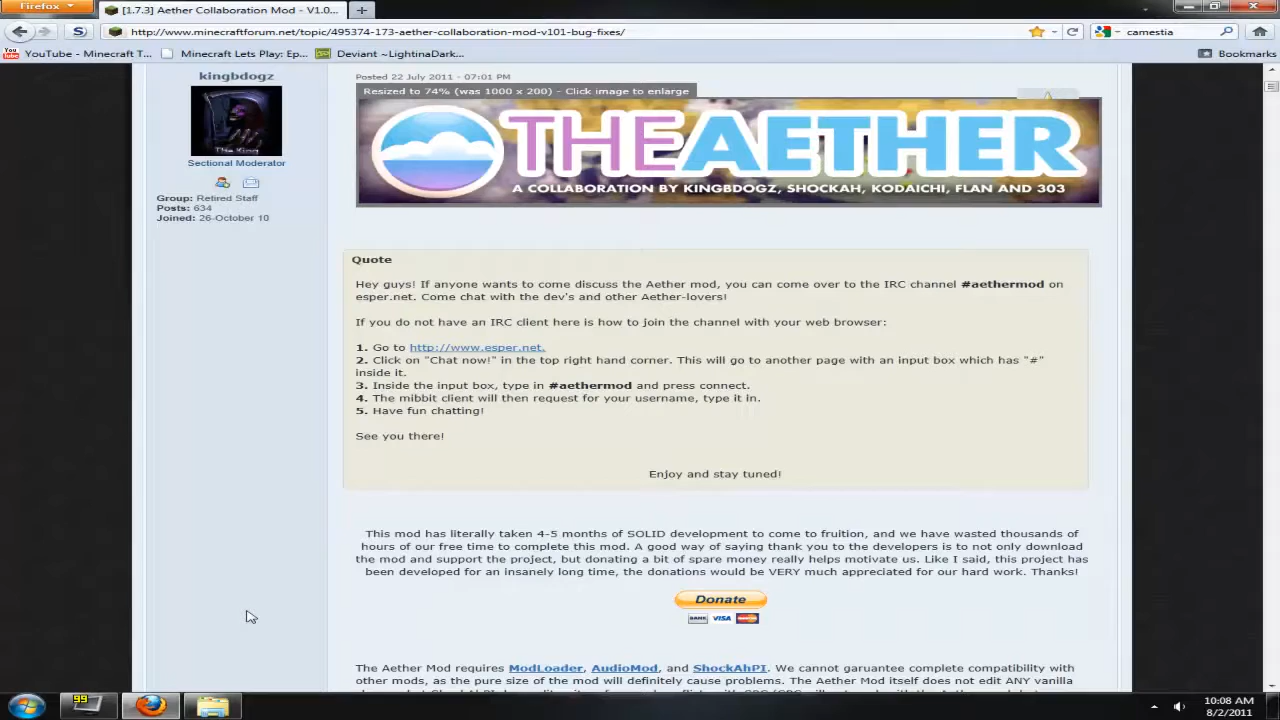 Firefox
[1.7.3] Aether Collaboration Mod - V1.0...
http://www.minecraftforum.net/topic/495374-173-aether-collaboration-mod-v101-bug-fixes/
camestia
YouTube - Minecraft T...
Minecraft Lets Play: Ep...
Deviant ~LightinaDark...
Bookmarks
kingbdogz
The King
Sectional Moderator
Group: Retired Staff
Posts: 634
Joined: 26-October 10
Posted 22 July 2011 - 07:01 PM
Resized to 74% (was 1000 x 200) - Click image to enlarge
THEAETHER
A COLLABORATION BY KINGBDOGZ, SHOCKAH, KODAICHI, FLAN AND 303
Quote
Hey guys! If anyone wants to come discuss the Aether mod, you can come over to the IRC channel #aethermod on
esper.net. Come chat with the dev's and other Aether-lovers!
If you do not have an IRC client here is how to join the channel with your web browser:
1. Go to http://www.esper.net.
2. Click on "Chat now!" in the top right hand corner. This will go to another page with an input box which has "#"
inside it.
3. Inside the input box, type in #aethermod and press connect.
4. The mibbit client will then request for your username, type it in.
5. Have fun chatting!
See you there!
Enjoy and stay tuned!
This mod has literally taken 4-5 months of SOLID development to come to fruition, and we have wasted thousands of
hours of our free time to complete this mod. A good way of saying thank you to the developers is to not only download
the mod and support the project, but donating a bit of spare money really helps motivate us. Like I said, this project has
been developed for an insanely long time, the donations would be VERY much appreciated for our hard work. Thanks!
Donate
BANK VISA
The Aether Mod requires ModLoader, AudioMod, and ShockAhPI. We cannot garuantee complete compatibility with
other mods, as the pure size of the mod will definitely cause problems. The Aether Mod itself does not edit ANY vanilla
99
10:08 AM
8/2/2011